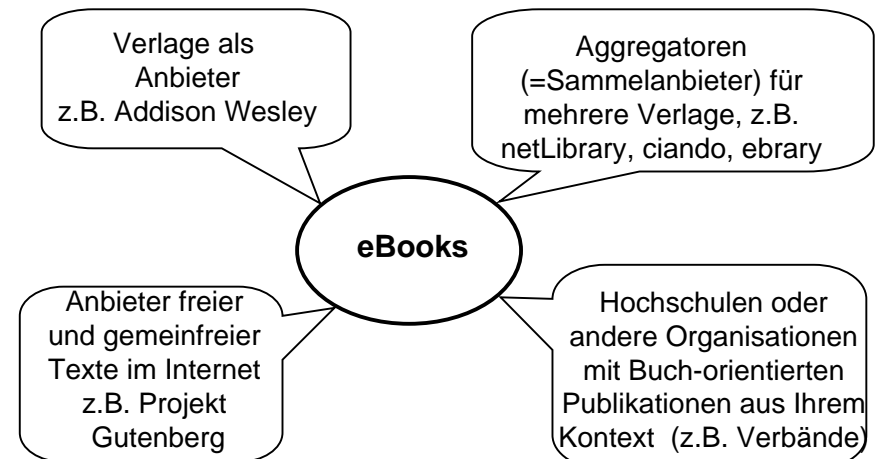 Verlage als
Anbieter
z.B. Addison Wesley
Aggregatoren
(=Sammelanbieter) für
mehrere Verlage, z.B.
netLibrary, ciando, ebrary
eBooks
Anbieter freier
und gemeinfreier
Texte im Internet
z.B. Projekt
Gutenberg
Hochschulen oder
andere Organisationen
mit Buch-orientierten
Publikationen aus Ihrem
Kontext (z.B. Verbände)